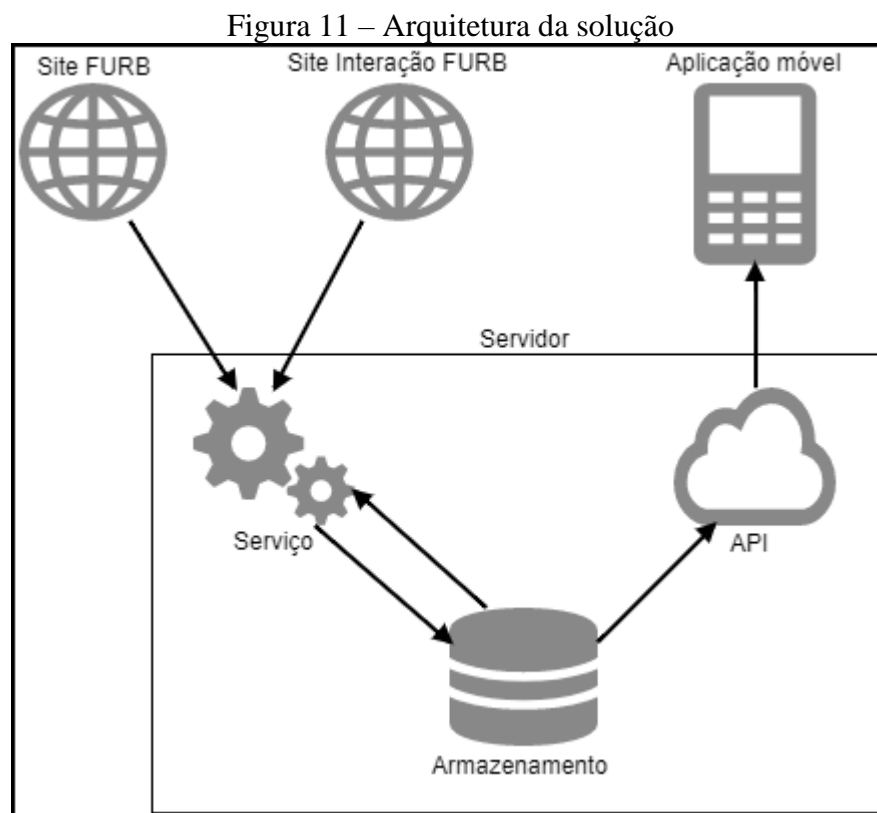 Figura 11 – Arquitetura da solução
Site FURB
Site Interação FURB
Aplicação móvel
Servidor
Serviço
API
Armazenamento